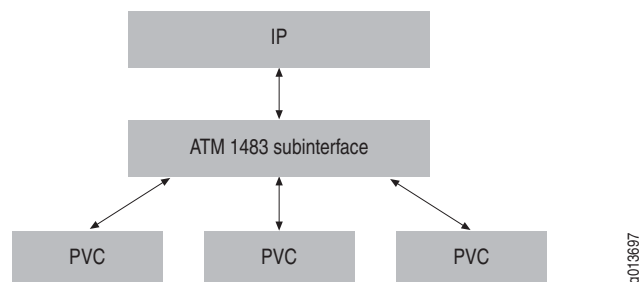 IP
ATM 1483 subinterface
PVC
PVC
PVC
g013697